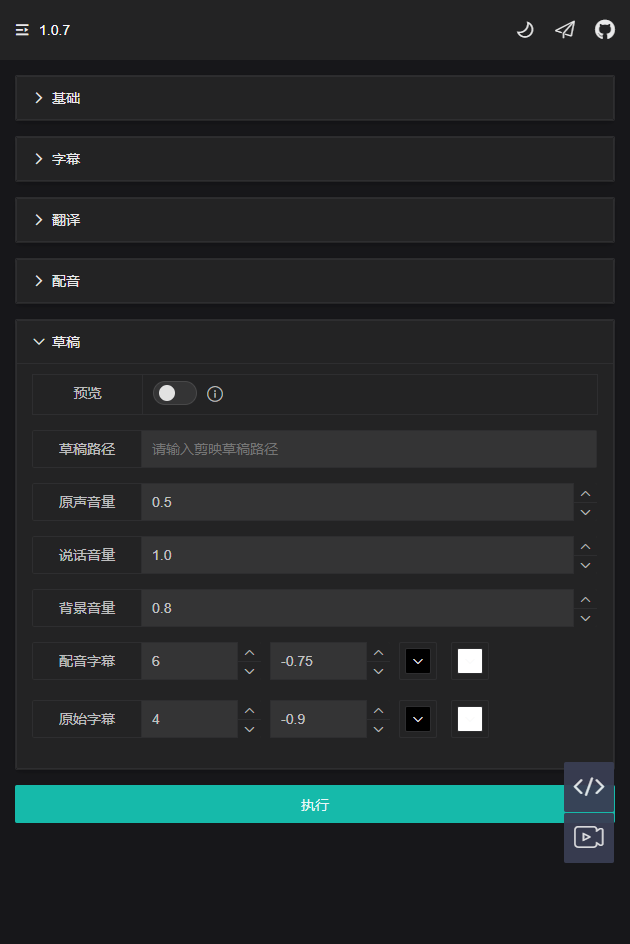 1.0.7
基础
字幕
翻译
配音
草稿
预览
草稿路径 请输入剪映草稿路径
原声音量 0.5
说话音量 1.0
背景音量 0.8
配音字幕 6 -0.75
原始字幕 4 -0.9
执行